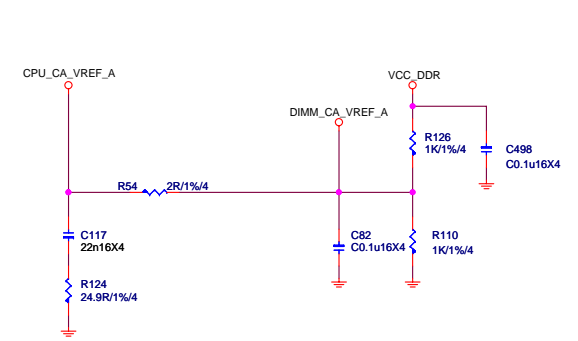 CPU_CA_VREF_A
VCC_DDR
DIMM_CA_VREF_A
R126
1K/1%/4
C498
C0.1u16X4
R54
2R/1%/4
C117
22n16X4
C82
C0.1u16X4
R110
1K/1%/4
R124
24.9R/1%/4